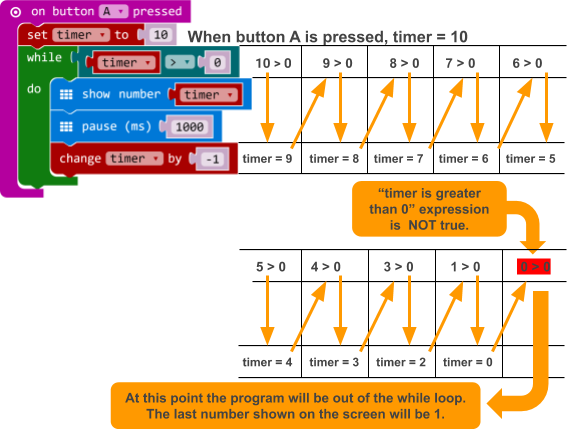 on button A pressed
set timer to 10
while timer > 0
do
show number timer
pause (ms) 1000
change timer by -1
When button A is pressed, timer = 10
10 > 0 9 > 0 8 > 0 7 > 0 6 > 0
timer = 9 timer = 8 timer = 7 timer = 6 timer = 5
“timer is greater
than 0” expression
is NOT true.
5 > 0 4 > 0 3 > 0 1 > 0 0 > 0
timer = 4 timer = 3 timer = 2 timer = 0
At this point the program will be out of the while loop.
The last number shown on the screen will be 1.